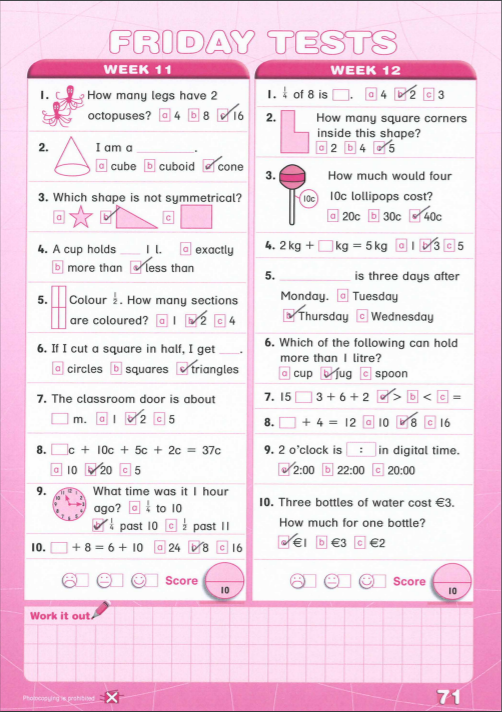 FRIDAY TESTS
WEEK 11
1. How many legs have 2
octopuses? a 4 b 8 c 16
2. I am a ________.
a cube b cuboid c cone
3. Which shape is not symmetrical?
a b c
4. A cup holds ___ 1 l. a exactly
b more than c less than
5. Colour 1/2. How many sections
are coloured? a 1 b 2 c 4
6. If I cut a square in half, I get ___.
a circles b squares c triangles
7. The classroom door is about
□ m. a 1 b 2 c 5
8. □c + 10c + 5c + 2c = 37c
a 10 b 20 c 5
9. What time was it 1 hour
ago? a 1/4 to 10
b 1/4 past 10 c 1/2 past 11
10. □ + 8 = 6 + 10 a 24 b 8 c 16
Score
10
WEEK 12
1. 1/4 of 8 is □. a 4 b 2 c 3
2. How many square corners
inside this shape?
a 2 b 4 c 5
3. How much would four
10c lollipops cost?
10c
a 20c b 30c c 40c
4. 2 kg + □ kg = 5 kg a 1 b 3 c 5
5. ________ is three days after
Monday. a Tuesday
b Thursday c Wednesday
6. Which of the following can hold
more than 1 litre?
a cup b jug c spoon
7. 15 □ 3 + 6 + 2 a > b < c =
8. □ + 4 = 12 a 10 b 8 c 16
9. 2 o'clock is : in digital time.
a 2:00 b 22:00 c 20:00
10. Three bottles of water cost €3.
How much for one bottle?
a €1 b €3 c €2
Score
10
Work it out
Photocopying is prohibited
71